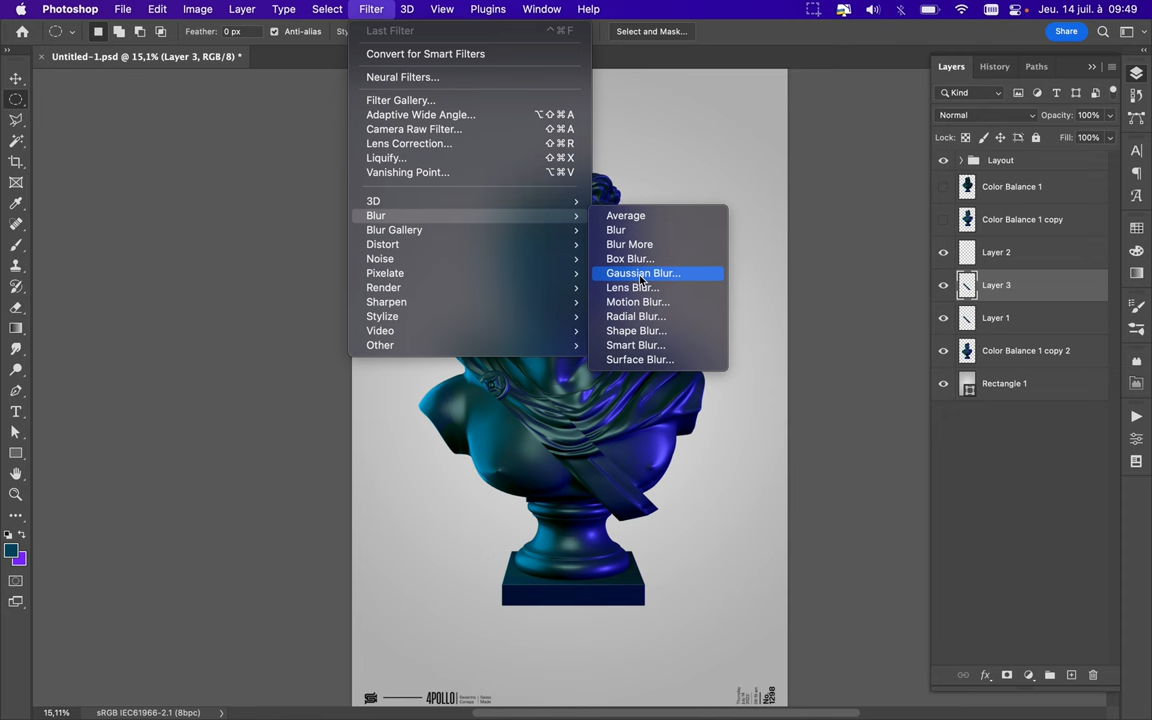 Photoshop File Edit Image Layer Type Select Filter 3D View Plugins Window Help Jeu. 14 juil. à 09:49
Feather: 0 px Anti-alias Sty Select and Mask... Share
Untitled-1.psd @ 15,1% (Layer 3, RGB/8) *
Last Filter ^⌘F
Convert for Smart Filters
Neural Filters...
Filter Gallery...
Adaptive Wide Angle... ⌥⇧⌘A
Camera Raw Filter... ⇧⌘A
Lens Correction... ⇧⌘R
Liquify... ⇧⌘X
Vanishing Point... ⌥⌘V
3D
Blur
Blur Gallery
Distort
Noise
Pixelate
Render
Sharpen
Stylize
Video
Other
Average
Blur
Blur More
Box Blur...
Gaussian Blur...
Lens Blur...
Motion Blur...
Radial Blur...
Shape Blur...
Smart Blur...
Surface Blur...
Layers History Paths
Kind
Normal Opacity: 100%
Lock: Fill: 100%
Layout
Color Balance 1
Color Balance 1 copy
Layer 2
Layer 3
Layer 1
Color Balance 1 copy 2
Rectangle 1
4POLLO
No. 1298
15,11% sRGB IEC61966-2.1 (8bpc)